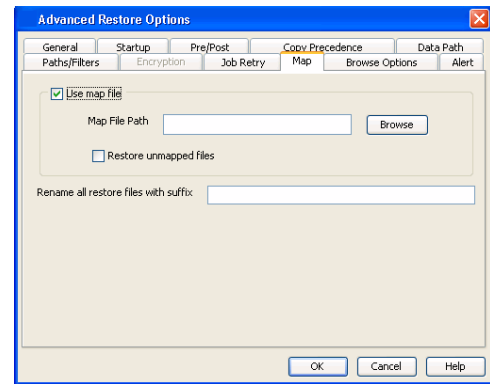 Advanced Restore Options
General Startup Pre/Post Copy Precedence Data Path
Paths/Filters Encryption Job Retry Map Browse Options Alert
Use map file
Map File Path Browse
Restore unmapped files
Rename all restore files with suffix
OK Cancel Help